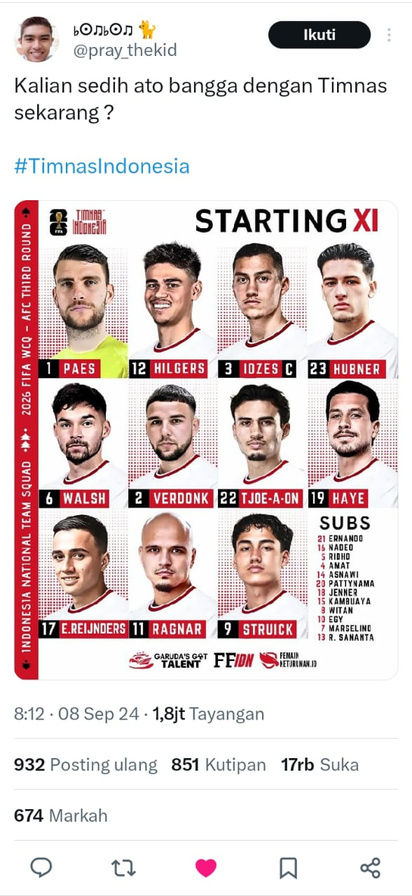 ьʘπьʘπ 🐈
@pray_thekid
Ikuti
Kalian sedih ato bangga dengan Timnas
sekarang ?
#TimnasIndonesia
INDONESIA NATIONAL TEAM SQUAD 2026 FIFA WCQ – AFC THIRD ROUND
FIFA
TIMNAS
INDONESIA
STARTING XI
1 PAES
12 HILGERS
3 IDZES C
23 HUBNER
6 WALSH
2 VERDONK
22 TJOE-A-ON
19 HAYE
17 E.REIJNDERS
11 RAGNAR
9 STRUICK
SUBS
21 ERNANDO
16 NADEO
5 RIDHO
4 AMAT
14 ASNAWI
20 PATTYNAMA
18 JENNER
15 KAMBUAYA
8 WITAN
10 EGY
7 MARSELINO
13 R. SANANTA
GARUDA'S GOT
TALENT
FFIDN
PEMAIN
KETURUNAN.ID
8:12 · 08 Sep 24 · 1,8jt Tayangan
932 Posting ulang 851 Kutipan 17rb Suka
674 Markah